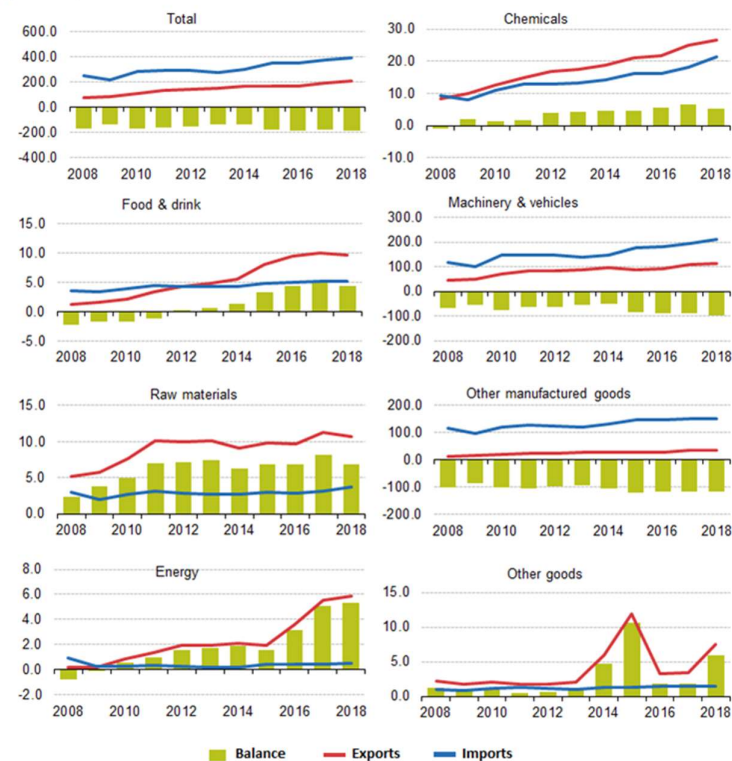 Total
600.0
400.0
200.0
0.0
-200.0
-400.0
2008 2010 2012 2014 2016 2018
Chemicals
30.0
20.0
10.0
0.0
-10.0
2008 2010 2012 2014 2016 2018
Food & drink
15.0
10.0
5.0
0.0
-5.0
2008 2010 2012 2014 2016 2018
Machinery & vehicles
300.0
200.0
100.0
0.0
-100.0
-200.0
2008 2010 2012 2014 2016 2018
Raw materials
15.0
10.0
5.0
0.0
2008 2010 2012 2014 2016 2018
Other manufactured goods
200.0
100.0
0.0
-100.0
-200.0
2008 2010 2012 2014 2016 2018
Energy
8.0
6.0
4.0
2.0
0.0
-2.0
2008 2010 2012 2014 2016 2018
Other goods
15.0
10.0
5.0
0.0
2008 2010 2012 2014 2016 2018
Balance Exports Imports